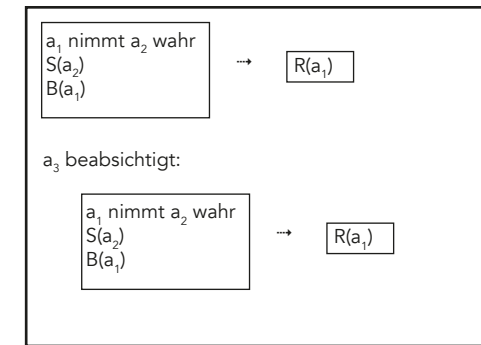 a₁ nimmt a₂ wahr
S(a₂)
B(a₁)
⇢
R(a₁)
a₃ beabsichtigt:
a₁ nimmt a₂ wahr
S(a₂)
B(a₁)
⇢
R(a₁)